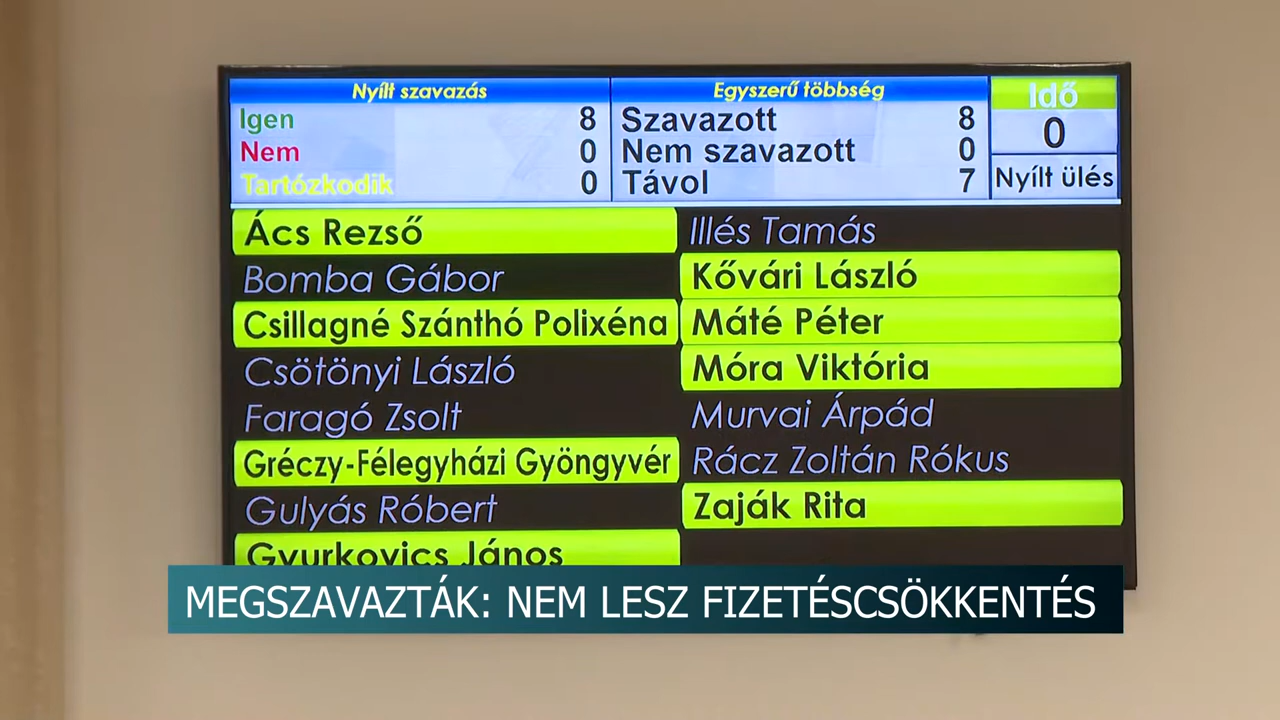 Nyílt szavazás
Egyszerű többség
Idő
Igen 8
Szavazott 8
0
Nem 0
Nem szavazott 0
Tartózkodik 0
Távol 7
Nyílt ülés
Ács Rezső
Illés Tamás
Bomba Gábor
Kővári László
Csillagné Szánthó Polixéna
Máté Péter
Csötönyi László
Móra Viktória
Faragó Zsolt
Murvai Árpád
Gréczy-Félegyházi Gyöngyvér
Rácz Zoltán Rókus
Gulyás Róbert
Zaják Rita
Gyurkovics János
MEGSZAVAZTÁK: NEM LESZ FIZETÉSCSÖKKENTÉS